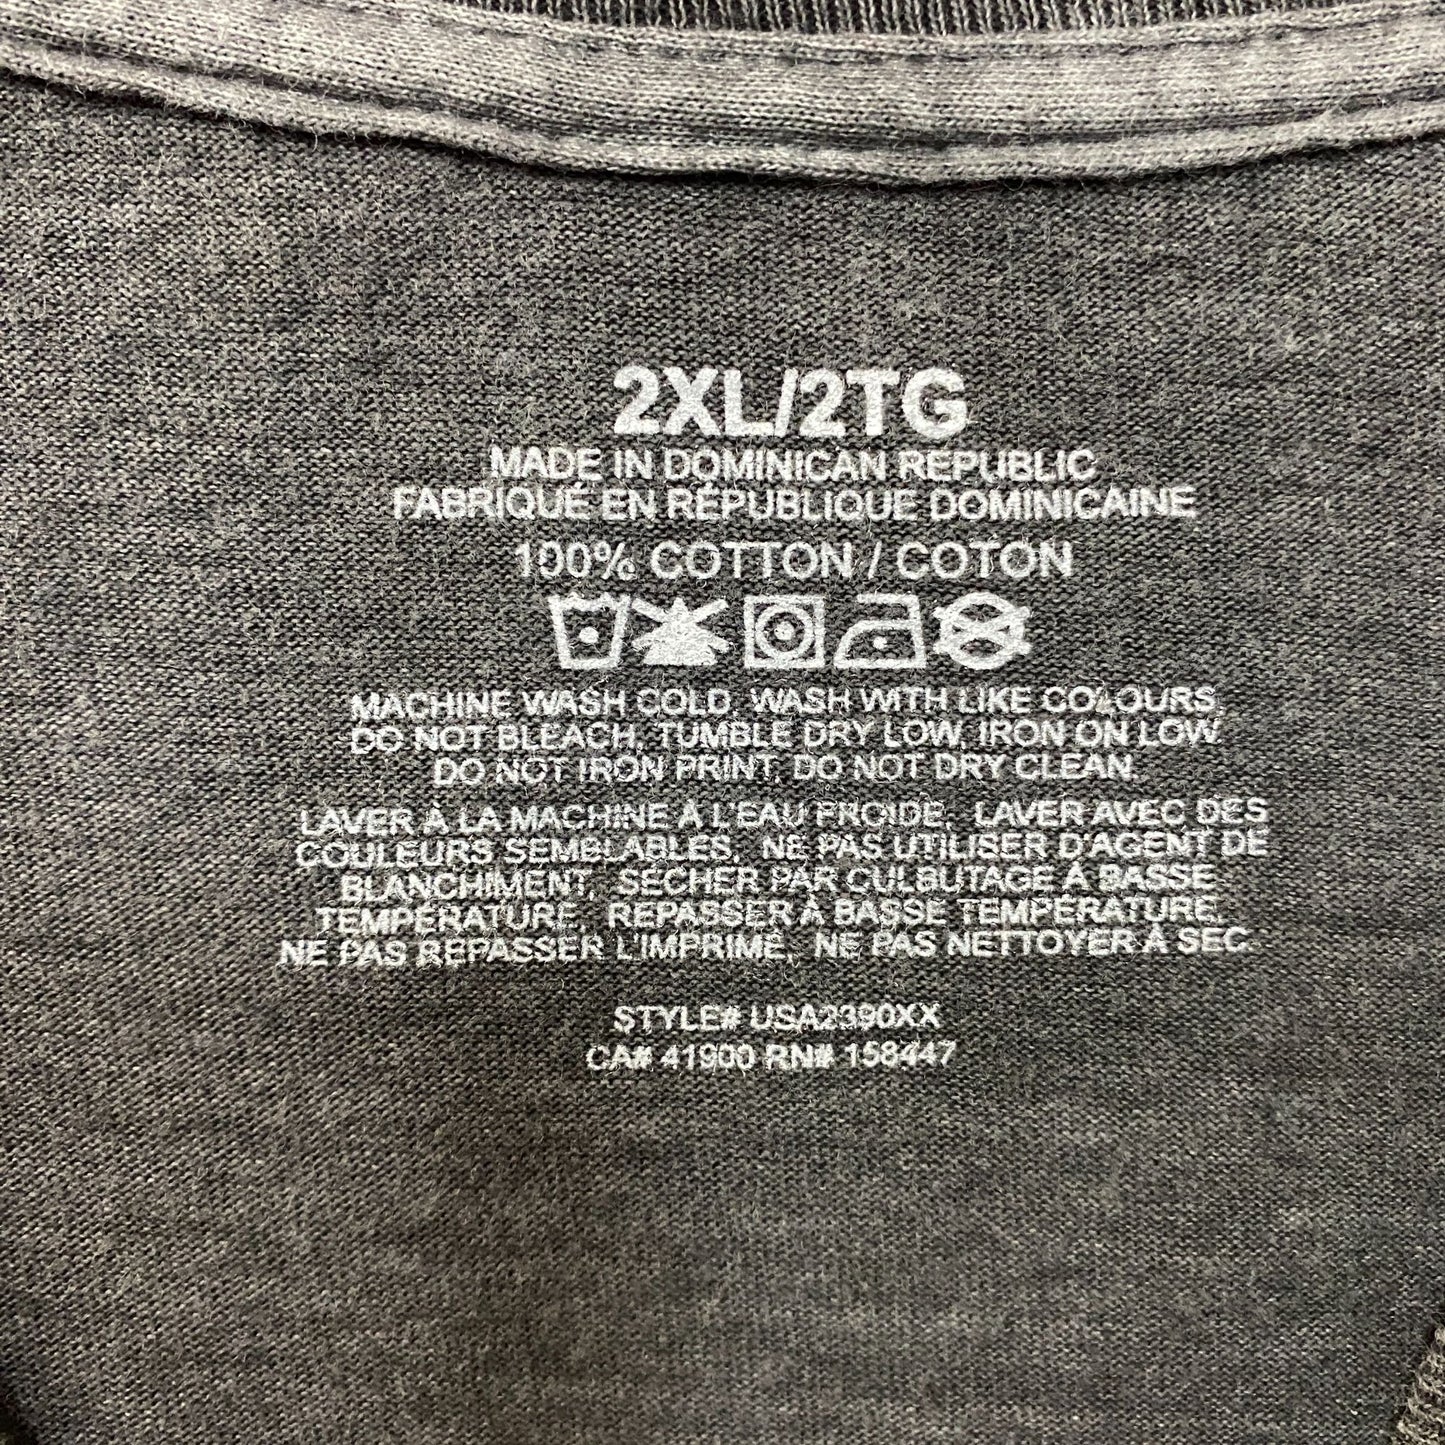 2XL/2TG
MADE IN DOMINICAN REPUBLIC
FABRIQUÉ EN RÉPUBLIQUE DOMINICAINE
100% COTTON / COTON
MACHINE WASH COLD, WASH WITH LIKE COLOURS,
DO NOT BLEACH, TUMBLE DRY LOW, IRON ON LOW.
DO NOT IRON PRINT, DO NOT DRY CLEAN.
LAVER À LA MACHINE À L'EAU FROIDE, LAVER AVEC DES
COULEURS SEMBLABLES, NE PAS UTILISER D'AGENT DE
BLANCHIMENT, SÉCHER PAR CULBUTAGE À BASSE
TEMPÉRATURE, REPASSER À BASSE TEMPÉRATURE,
NE PAS REPASSER L'IMPRIMÉ, NE PAS NETTOYER À SEC.
STYLE# USA2390XX
CA# 41900 RN# 158447